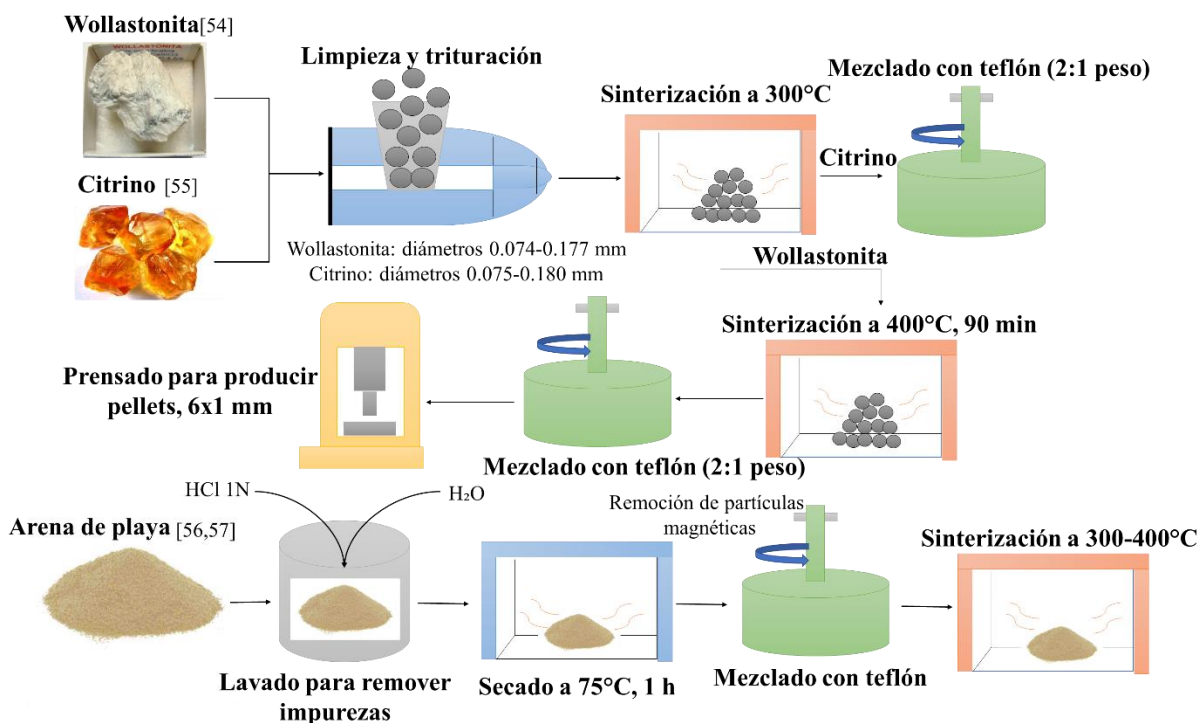 Wollastonita[54]
WOLLASTONITA
Limpieza y trituración
Mezclado con teflón (2:1 peso)
Sinterización a 300°C
Citrino
Citrino [55]
Wollastonita: diámetros 0.074-0.177 mm
Citrino: diámetros 0.075-0.180 mm
Wollastonita
Sinterización a 400°C, 90 min
Prensado para producir
pellets, 6x1 mm
Mezclado con teflón (2:1 peso)
HCl 1N
H₂O
Remoción de partículas
magnéticas
Arena de playa [56,57]
Sinterización a 300-400°C
Lavado para remover
impurezas
Secado a 75°C, 1 h
Mezclado con teflón